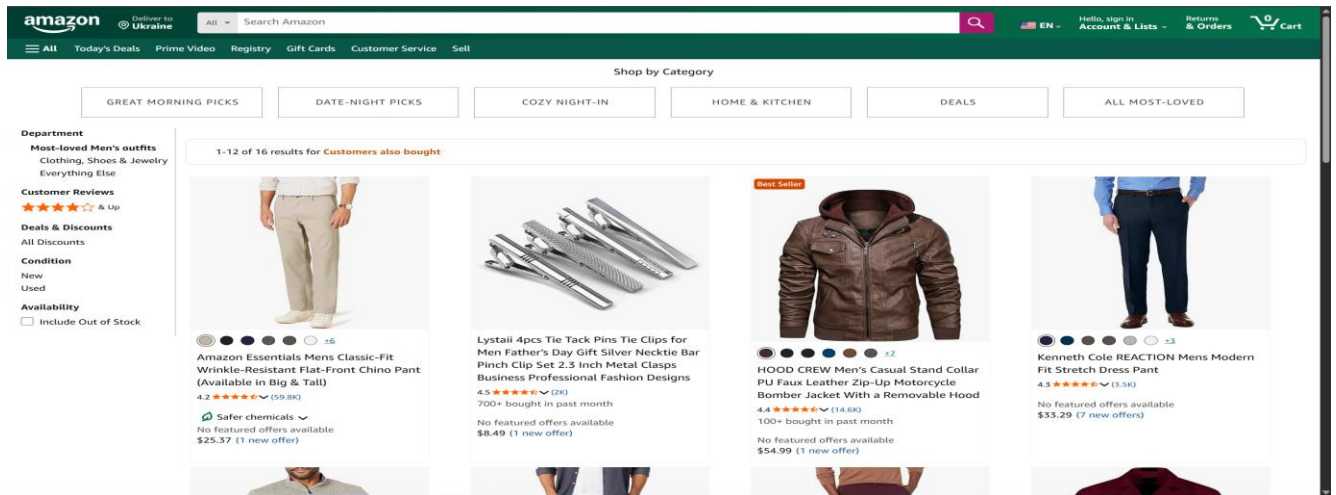 amazon
Deliver to
Ukraine
All
Search Amazon
EN
Hello, sign in
Account & Lists
Returns
& Orders
0
Cart
All
Today's Deals
Prime Video
Registry
Gift Cards
Customer Service
Sell
Shop by Category
GREAT MORNING PICKS
DATE-NIGHT PICKS
COZY NIGHT-IN
HOME & KITCHEN
DEALS
ALL MOST-LOVED
Department
Most-loved Men's outfits
Clothing, Shoes & Jewelry
Everything Else
Customer Reviews
& Up
Deals & Discounts
All Discounts
Condition
New
Used
Availability
Include Out of Stock
1-12 of 16 results for Customers also bought
+6
Amazon Essentials Mens Classic-Fit
Wrinkle-Resistant Flat-Front Chino Pant
(Available in Big & Tall)
4.2 (59.8K)
Safer chemicals
No featured offers available
$25.37 (1 new offer)
Lystaii 4pcs Tie Tack Pins Tie Clips for
Men Father's Day Gift Silver Necktie Bar
Pinch Clip Set 2.3 Inch Metal Clasps
Business Professional Fashion Designs
4.5 (2K)
700+ bought in past month
No featured offers available
$8.49 (1 new offer)
Best Seller
+7
HOOD CREW Men's Casual Stand Collar
PU Faux Leather Zip-Up Motorcycle
Bomber Jacket With a Removable Hood
4.4 (14.6K)
100+ bought in past month
No featured offers available
$54.99 (1 new offer)
+3
Kenneth Cole REACTION Mens Modern
Fit Stretch Dress Pant
4.3 (3.5K)
No featured offers available
$33.29 (7 new offers)